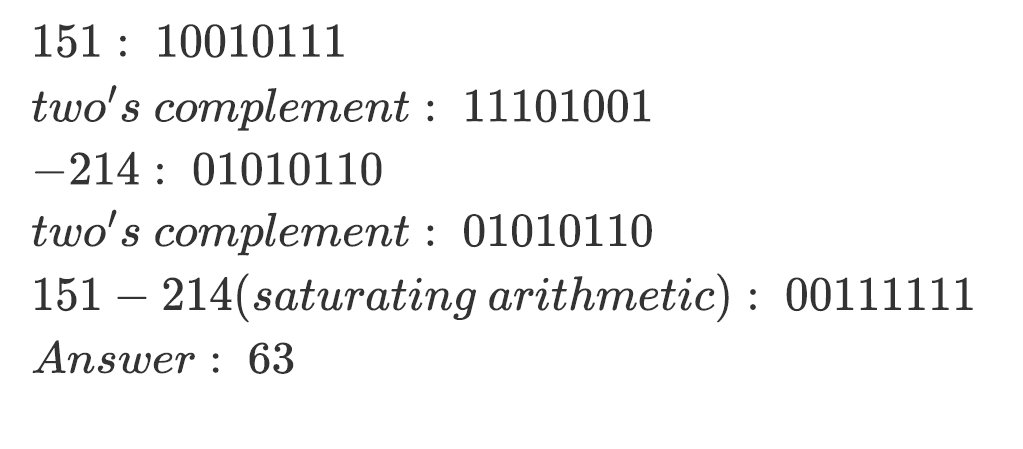 151 : 10010111
two's complement : 11101001
−214 : 01010110
two's complement : 01010110
151 − 214(saturating arithmetic) : 00111111
Answer : 63